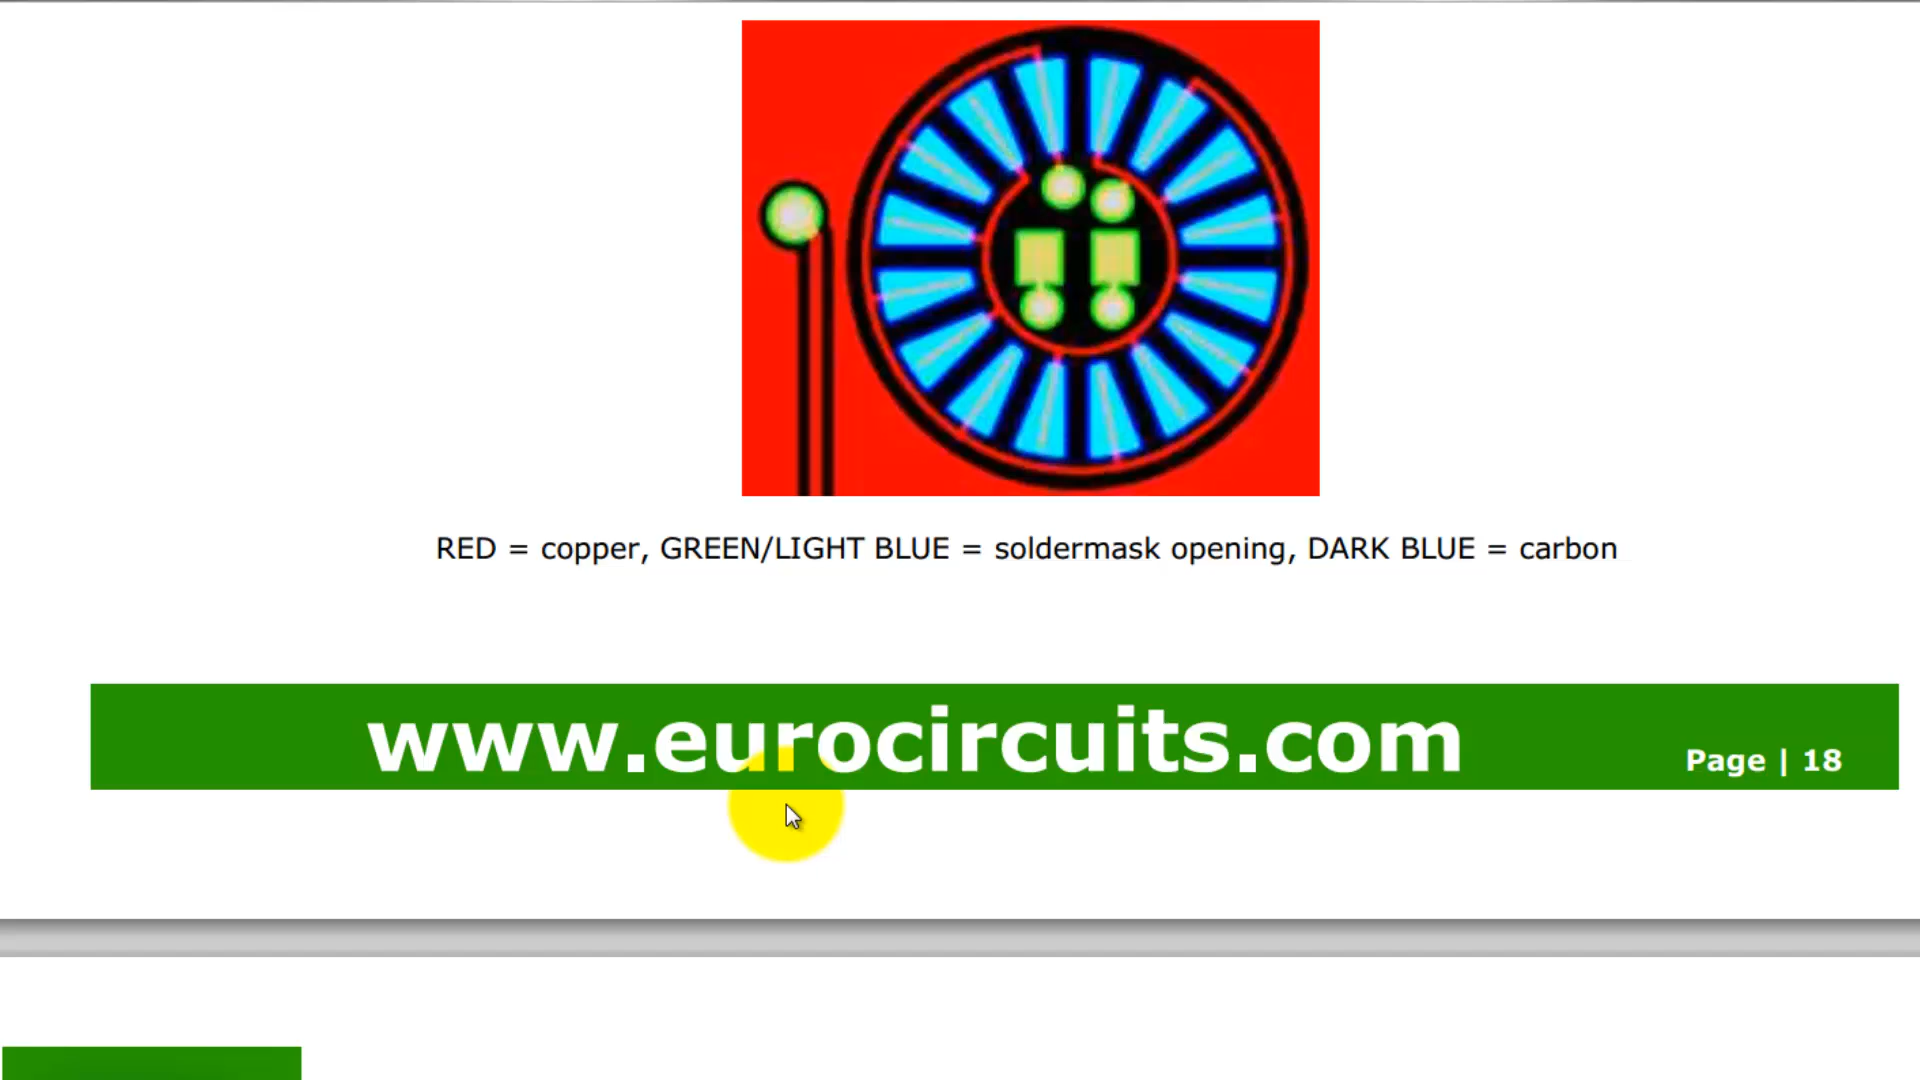 RED = copper, GREEN/LIGHT BLUE = soldermask opening, DARK BLUE = carbon
www.eurocircuits.com
Page | 18